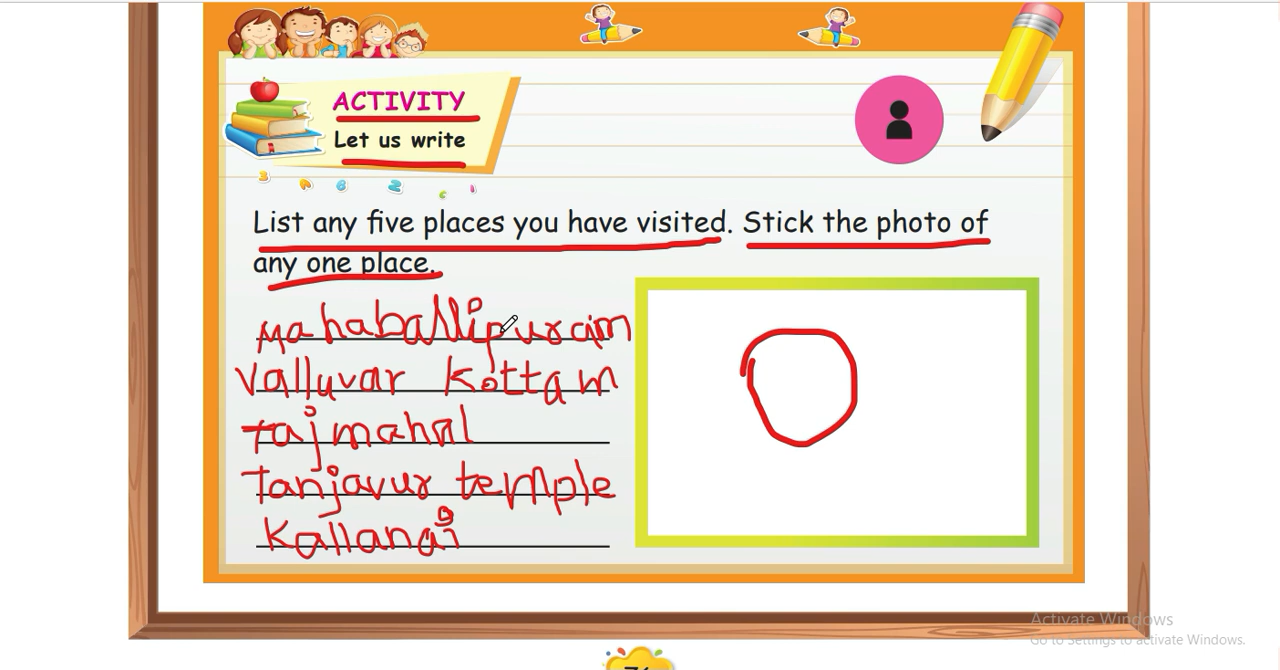 ACTIVITY
Let us write
List any five places you have visited. Stick the photo of
any one place.
Mahaballipuram
Valluvar Kottam
Tajmahal
Tanjavur temple
Kallanai
Activate Windows
Go to Settings to activate Windows.